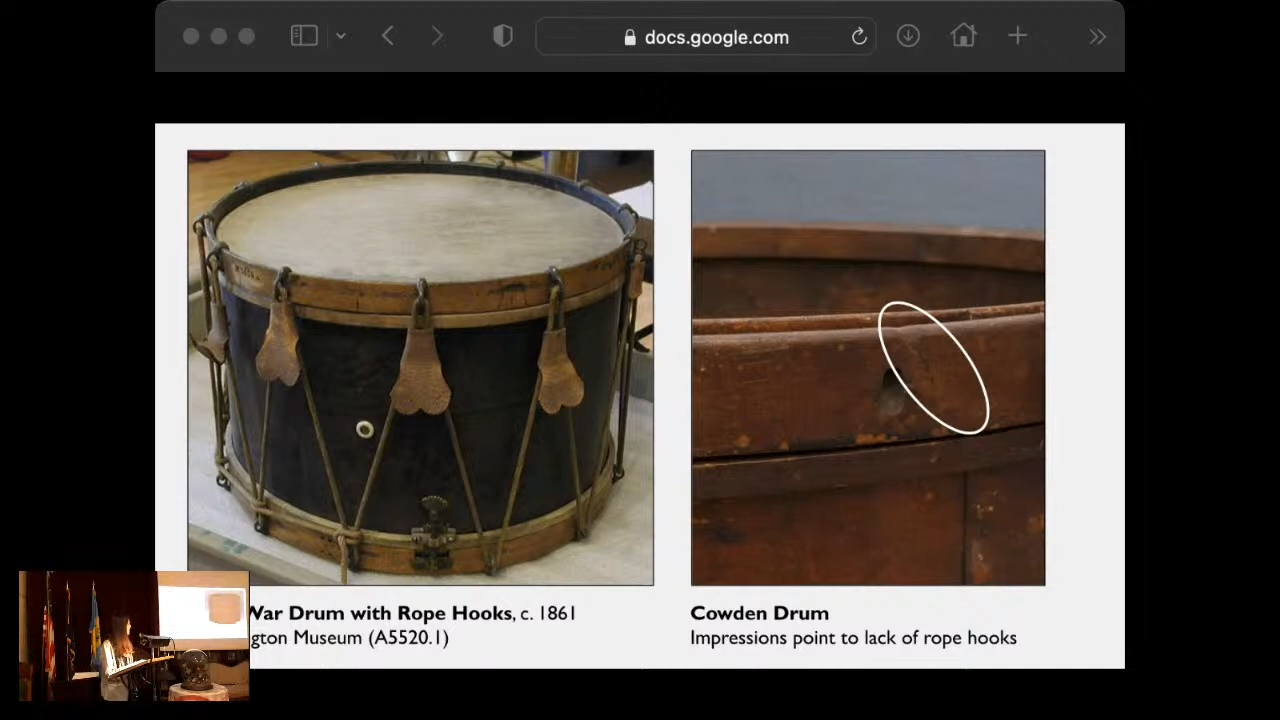 docs.google.com
War Drum with Rope Hooks, c. 1861
Museum (A5520.1)
Cowden Drum
Impressions point to lack of rope hooks